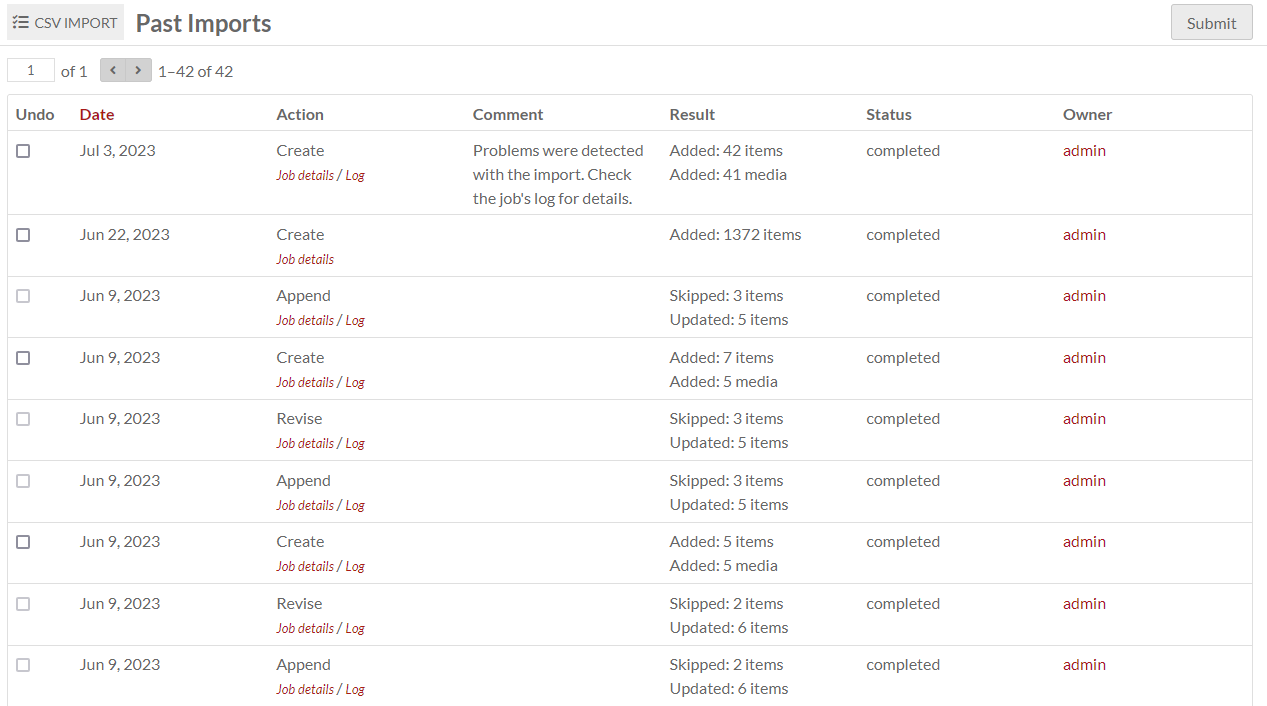 CSV IMPORT Past Imports Submit
1 of 1 1–42 of 42
Undo Date Action Comment Result Status Owner
Jul 3, 2023 Create Problems were detected Added: 42 items completed admin
Job details / Log with the import. Check Added: 41 media
the job's log for details.
Jun 22, 2023 Create Added: 1372 items completed admin
Job details
Jun 9, 2023 Append Skipped: 3 items completed admin
Job details / Log Updated: 5 items
Jun 9, 2023 Create Added: 7 items completed admin
Job details / Log Added: 5 media
Jun 9, 2023 Revise Skipped: 3 items completed admin
Job details / Log Updated: 5 items
Jun 9, 2023 Append Skipped: 3 items completed admin
Job details / Log Updated: 5 items
Jun 9, 2023 Create Added: 5 items completed admin
Job details / Log Added: 5 media
Jun 9, 2023 Revise Skipped: 2 items completed admin
Job details / Log Updated: 6 items
Jun 9, 2023 Append Skipped: 2 items completed admin
Job details / Log Updated: 6 items